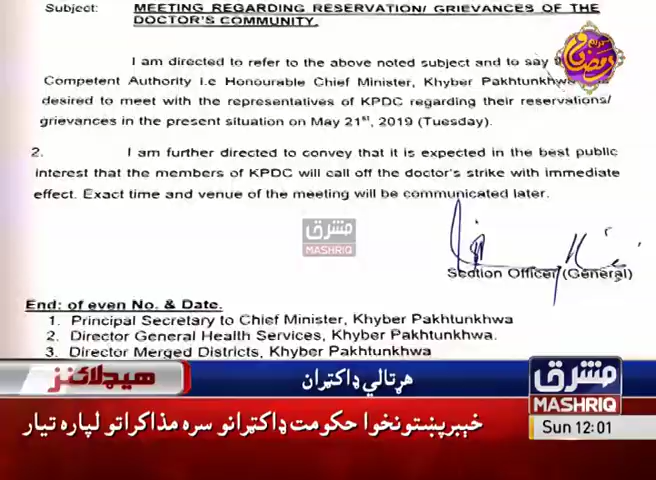 Subject: MEETING REGARDING RESERVATION/ GRIEVANCES OF THE
DOCTOR'S COMMUNITY.
I am directed to refer to the above noted subject and to say
Competent Authority i.e Honourable Chief Minister, Khyber Pakhtunkhwa
desired to meet with the representatives of KPDC regarding their reservations/
grievances in the present situation on May 21st, 2019 (Tuesday).
2. I am further directed to convey that it is expected in the best public
interest that the members of KPDC will call off the doctor's strike with immediate
effect. Exact time and venue of the meeting will be communicated later.
مشرق
MASHRIQ
Section Officer (General)
End: of even No. & Date.
1. Principal Secretary to Chief Minister, Khyber Pakhtunkhwa
2. Director General Health Services, Khyber Pakhtunkhwa.
3. Director Merged Districts, Khyber Pakhtunkhwa
هيډلائنز
هړتالي ډاکټران
مشرق
MASHRIQ
خېبرپښتونخوا حکومت ډاکټرانو سره مذاکراتو لپاره تيار
Sun 12:01